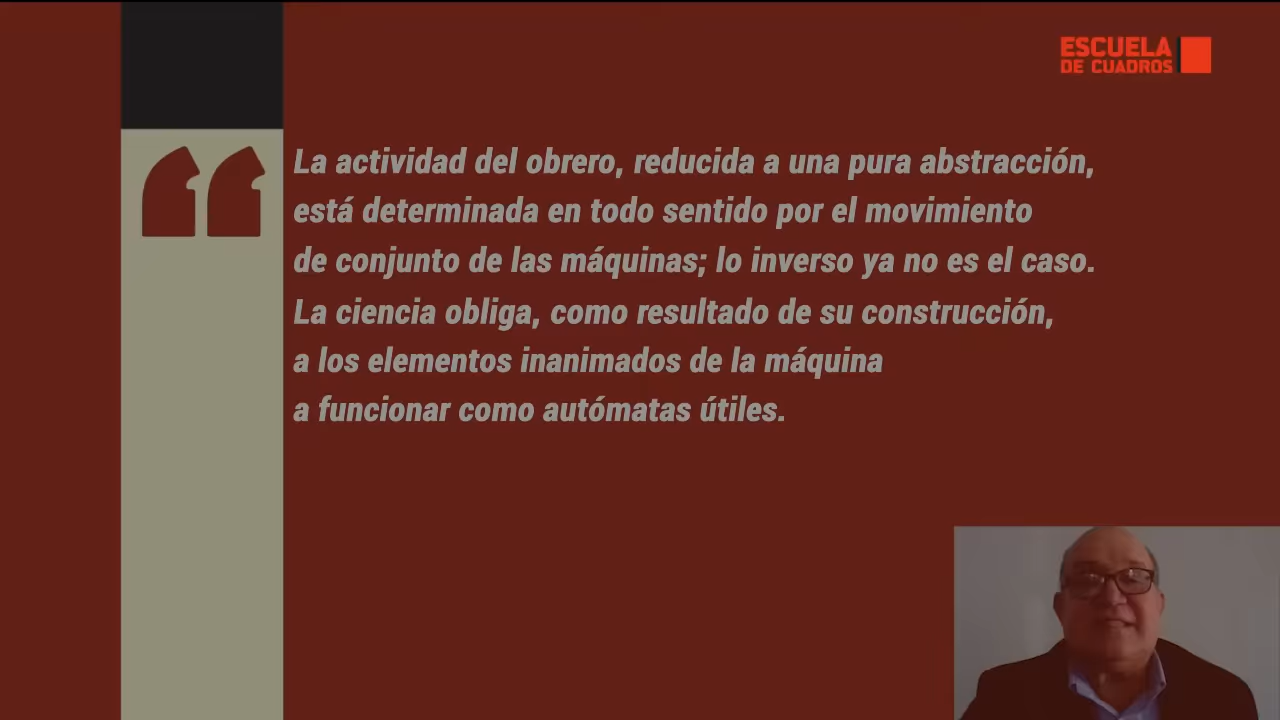 ESCUELA
DE CUADROS
La actividad del obrero, reducida a una pura abstracción,
está determinada en todo sentido por el movimiento
de conjunto de las máquinas; lo inverso ya no es el caso.
La ciencia obliga, como resultado de su construcción,
a los elementos inanimados de la máquina
a funcionar como autómatas útiles.